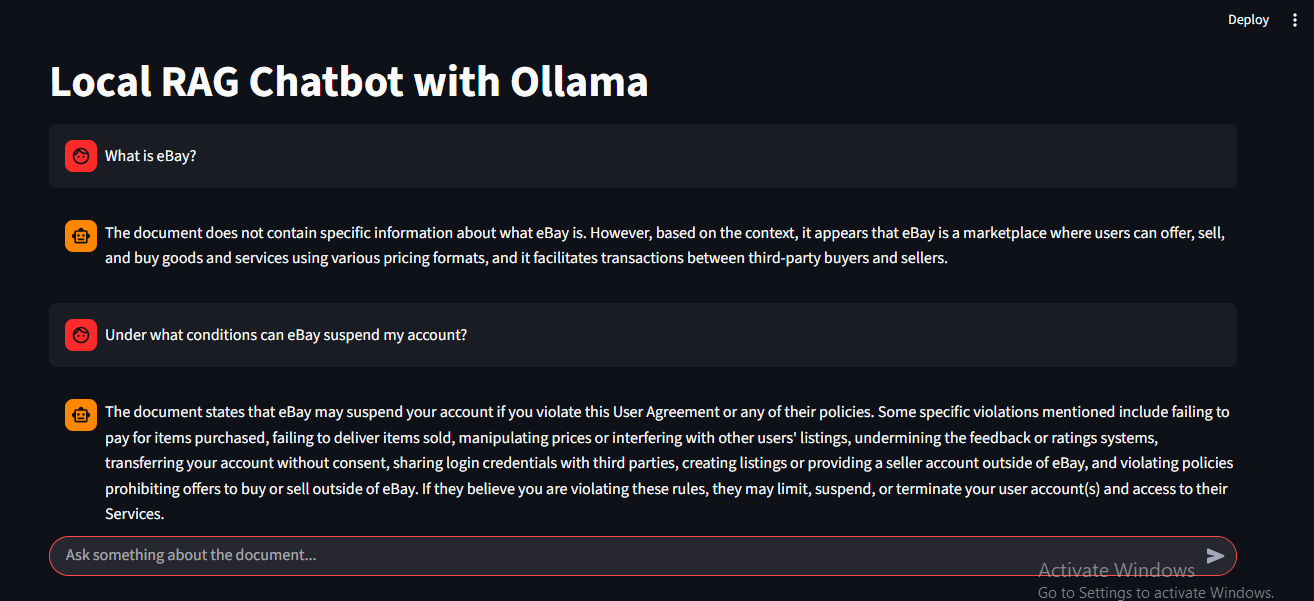 Deploy
Local RAG Chatbot with Ollama
What is eBay?
The document does not contain specific information about what eBay is. However, based on the context, it appears that eBay is a marketplace where users can offer, sell,
and buy goods and services using various pricing formats, and it facilitates transactions between third-party buyers and sellers.
Under what conditions can eBay suspend my account?
The document states that eBay may suspend your account if you violate this User Agreement or any of their policies. Some specific violations mentioned include failing to
pay for items purchased, failing to deliver items sold, manipulating prices or interfering with other users' listings, undermining the feedback or ratings systems,
transferring your account without consent, sharing login credentials with third parties, creating listings or providing a seller account outside of eBay, and violating policies
prohibiting offers to buy or sell outside of eBay. If they believe you are violating these rules, they may limit, suspend, or terminate your user account(s) and access to their
Services.
Ask something about the document...
Activate Windows
Go to Settings to activate Windows.